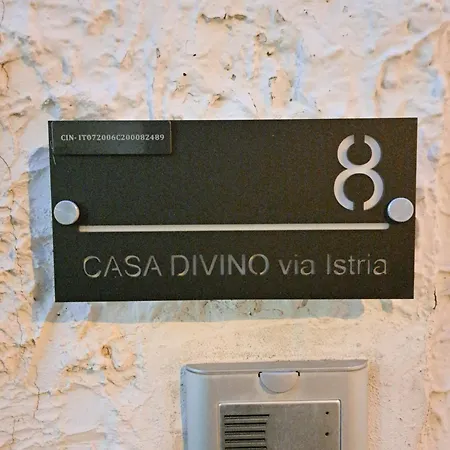 CIN- IT072006C200082489
8
CASA DIVINO via Istria